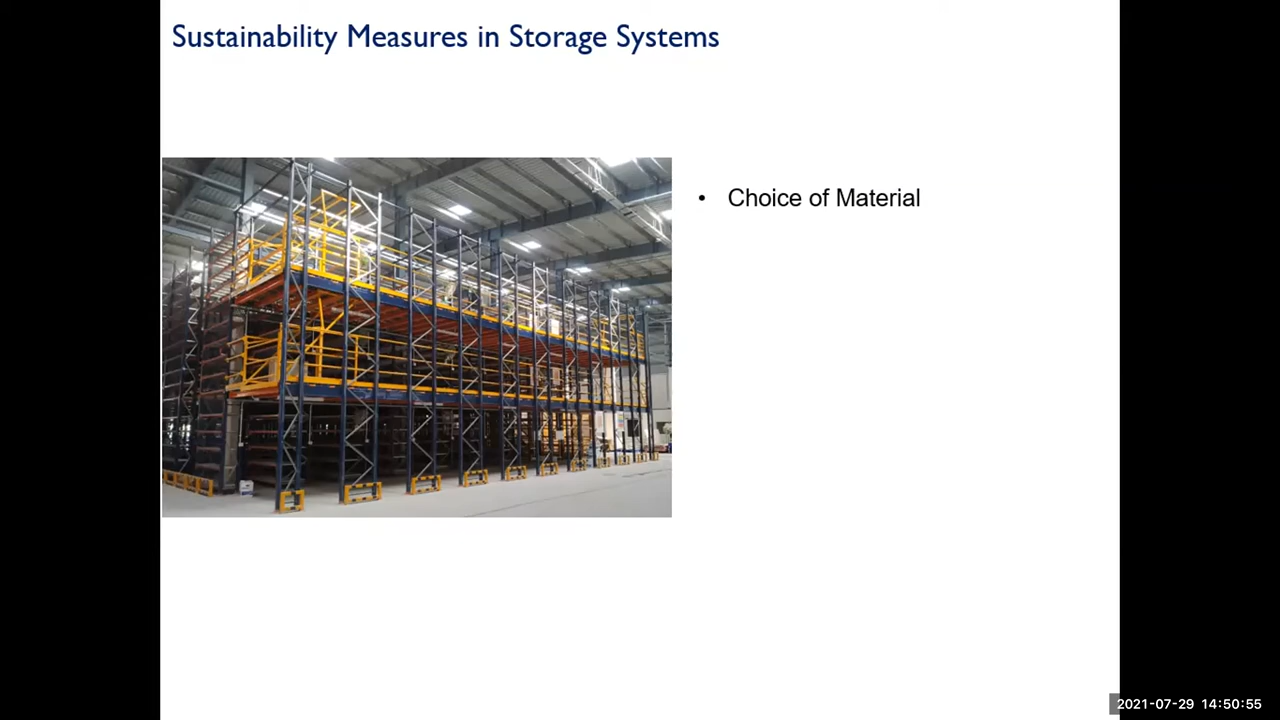 Sustainability Measures in Storage Systems
• Choice of Material
2021-07-29 14:50:55